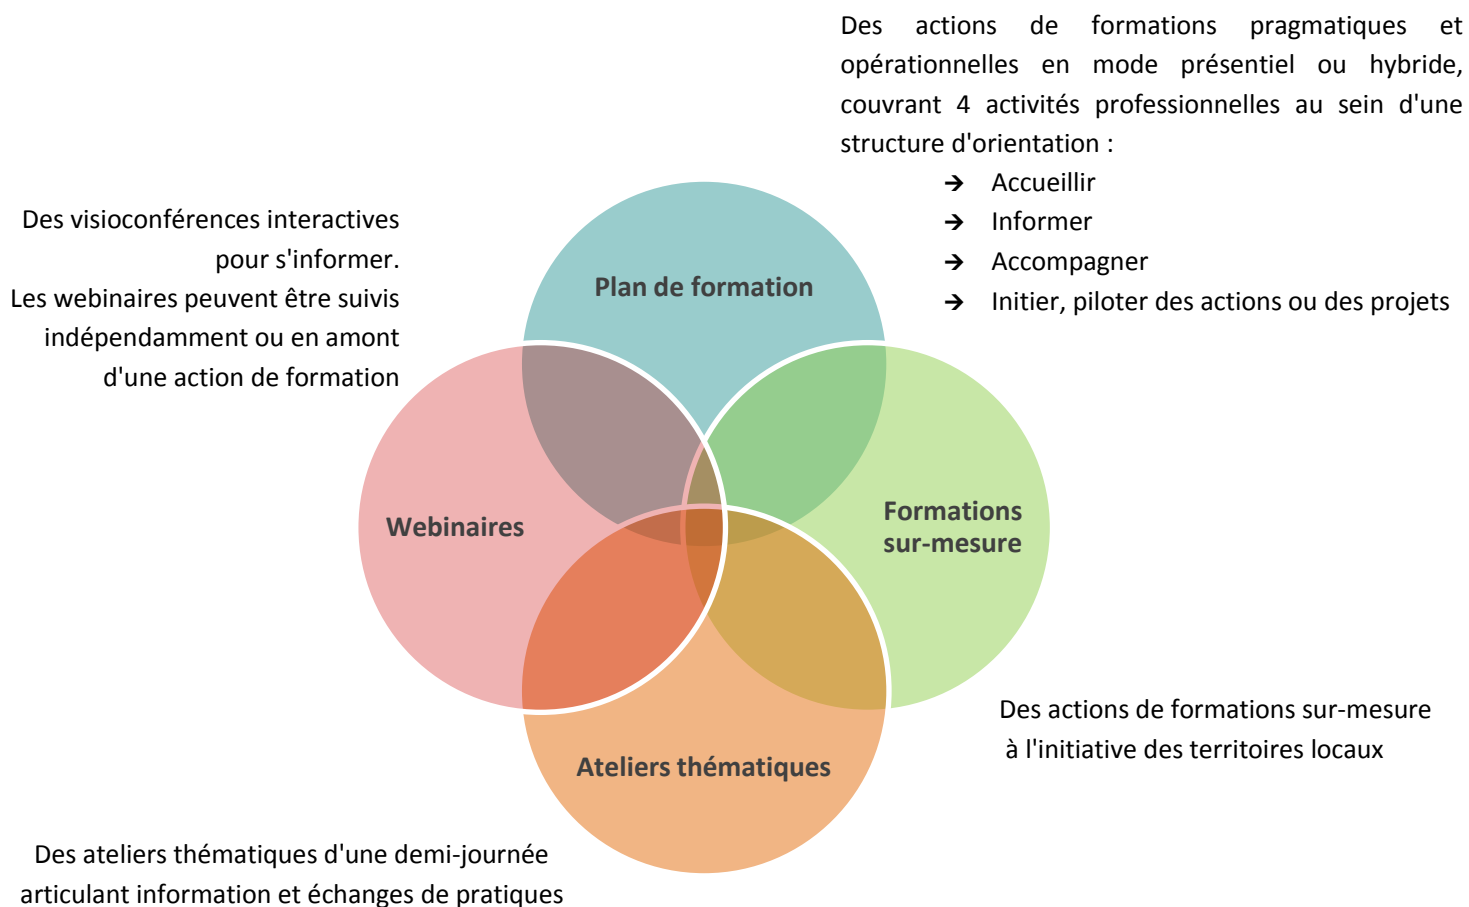 Des actions de formations pragmatiques et
opérationnelles en mode présentiel ou hybride,
couvrant 4 activités professionnelles au sein d'une
structure d'orientation :
→ Accueillir
→ Informer
→ Accompagner
→ Initier, piloter des actions ou des projets
Des visioconférences interactives
pour s'informer.
Les webinaires peuvent être suivis
indépendamment ou en amont
d'une action de formation
Plan de formation
Webinaires
Formations
sur-mesure
Ateliers thématiques
Des actions de formations sur-mesure
à l'initiative des territoires locaux
Des ateliers thématiques d'une demi-journée
articulant information et échanges de pratiques